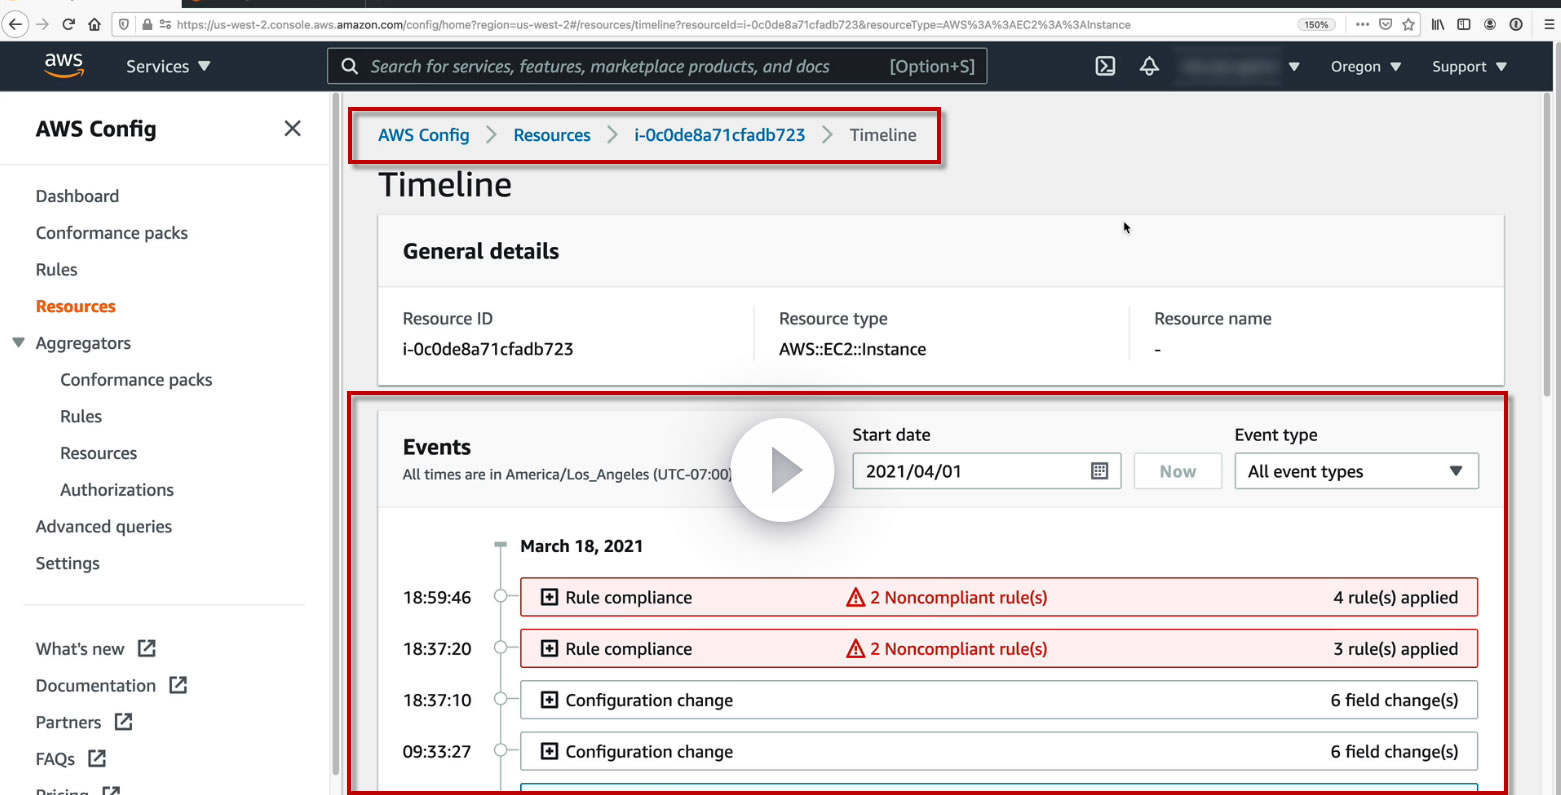 https://us-west-2.console.aws.amazon.com/config/home?region=us-west-2#/resources/timeline?resourceId=i-0c0de8a71cfadb723&resourceType=AWS%3A%3AEC2%3A%3AInstance
150%
aws
Services
Search for services, features, marketplace products, and docs
[Option+S]
Oregon
Support
AWS Config
Dashboard
Conformance packs
Rules
Resources
Aggregators
Conformance packs
Rules
Resources
Authorizations
Advanced queries
Settings
What's new
Documentation
Partners
FAQs
Pricing
AWS Config > Resources > i-0c0de8a71cfadb723 > Timeline
Timeline
General details
Resource ID
i-0c0de8a71cfadb723
Resource type
AWS::EC2::Instance
Resource name
-
Events
All times are in America/Los_Angeles (UTC-07:00)
Start date
2021/04/01
Now
Event type
All event types
March 18, 2021
18:59:46 Rule compliance 2 Noncompliant rule(s) 4 rule(s) applied
18:37:20 Rule compliance 2 Noncompliant rule(s) 3 rule(s) applied
18:37:10 Configuration change 6 field change(s)
09:33:27 Configuration change 6 field change(s)